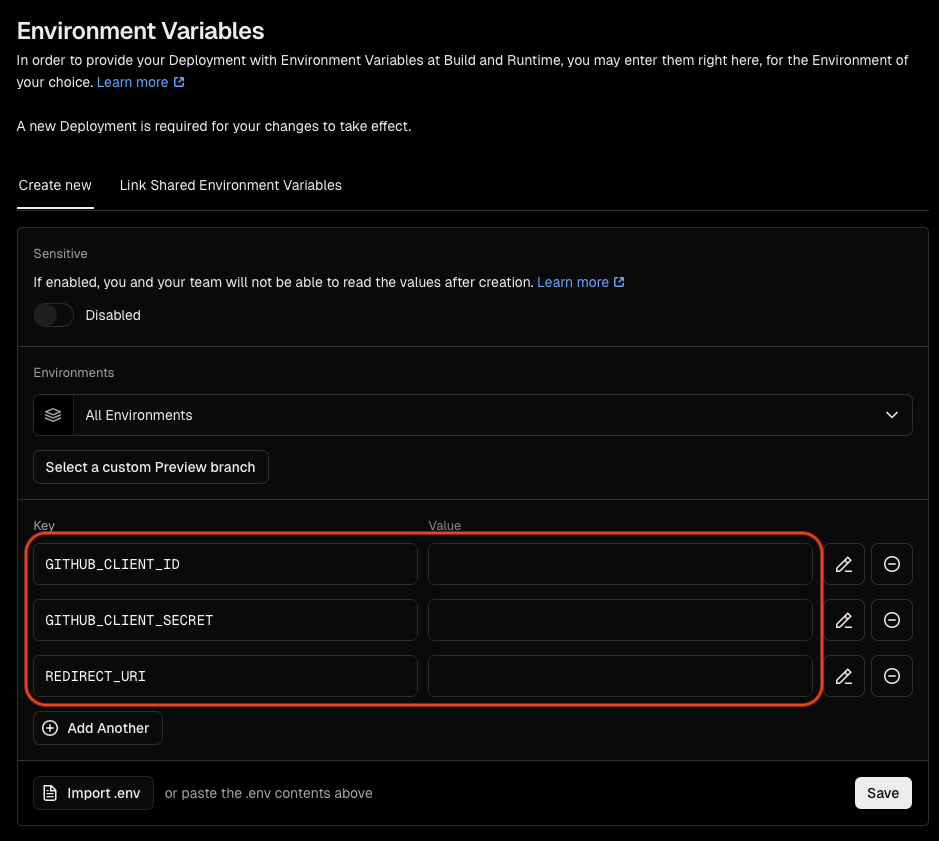 Environment Variables
In order to provide your Deployment with Environment Variables at Build and Runtime, you may enter them right here, for the Environment of
your choice. Learn more
A new Deployment is required for your changes to take effect.
Create new Link Shared Environment Variables
Sensitive
If enabled, you and your team will not be able to read the values after creation. Learn more
Disabled
Environments
All Environments
Select a custom Preview branch
Key Value
GITHUB_CLIENT_ID
GITHUB_CLIENT_SECRET
REDIRECT_URI
Add Another
Import .env or paste the .env contents above Save